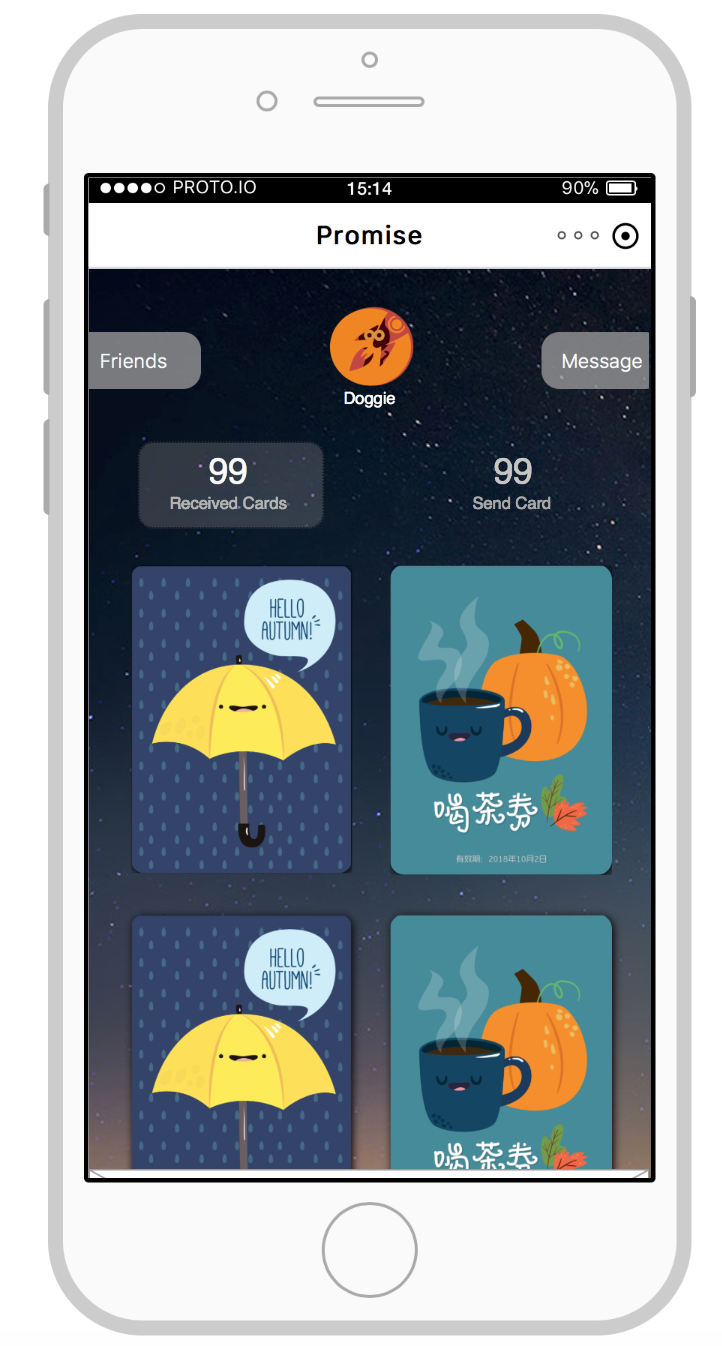 PROTO.IO 15:14 90%
Promise
Friends
Message
Doggie
99
Received Cards
99
Send Card
HELLO
AUTUMN!
喝茶券
有效期: 2018年10月2日
HELLO
AUTUMN!
喝茶券